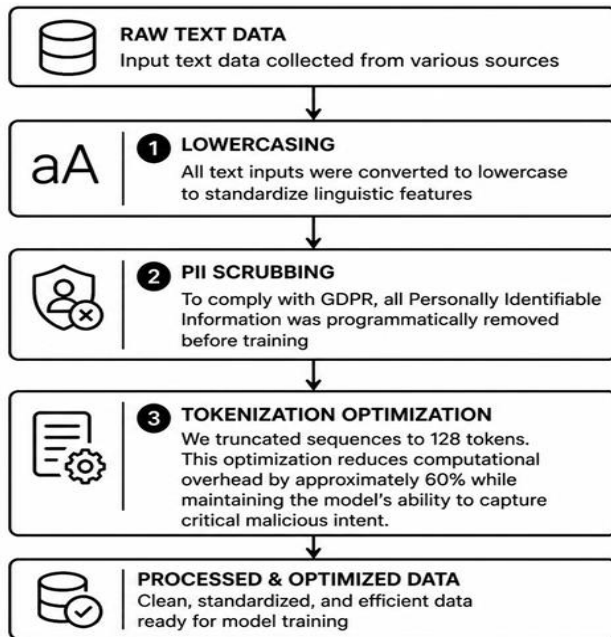 RAW TEXT DATA
Input text data collected from various sources
aA
1 LOWERCASING
All text inputs were converted to lowercase
to standardize linguistic features
2 PII SCRUBBING
To comply with GDPR, all Personally Identifiable
Information was programmatically removed
before training
3 TOKENIZATION OPTIMIZATION
We truncated sequences to 128 tokens.
This optimization reduces computational
overhead by approximately 60% while
maintaining the model's ability to capture
critical malicious intent.
PROCESSED & OPTIMIZED DATA
Clean, standardized, and efficient data
ready for model training